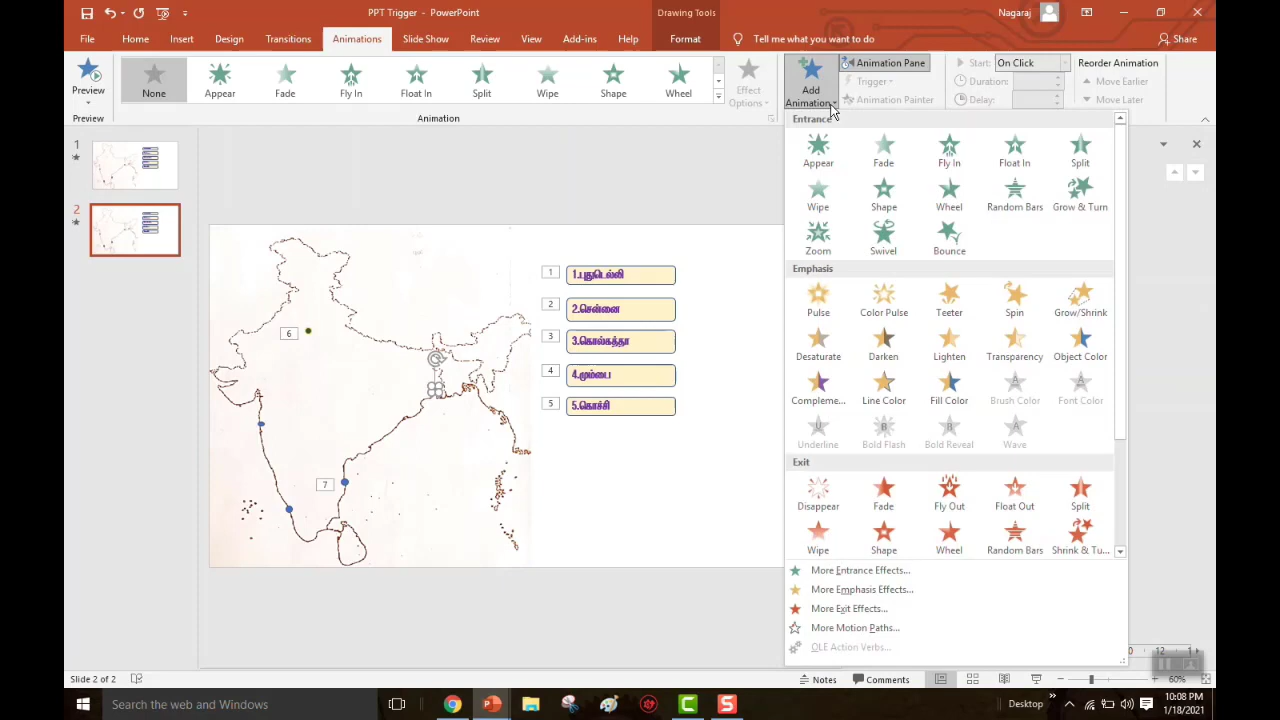 PPT Trigger - PowerPoint
Drawing Tools
Nagaraj
File Home Insert Design Transitions Animations Slide Show Review View Add-ins Help Format Tell me what you want to do Share
Preview
Preview
None Appear Fade Fly In Float In Split Wipe Shape Wheel
Animation
Effect
Options
Add
Animation
Animation Pane
Trigger
Animation Painter
Start: On Click
Duration:
Delay:
Reorder Animation
Move Earlier
Move Later
Entrance
Appear Fade Fly In Float In Split
Wipe Shape Wheel Random Bars Grow & Turn
Zoom Swivel Bounce
Emphasis
Pulse Color Pulse Teeter Spin Grow/Shrink
Desaturate Darken Lighten Transparency Object Color
Compleme... Line Color Fill Color Brush Color Font Color
Underline Bold Flash Bold Reveal Wave
Exit
Disappear Fade Fly Out Float Out Split
Wipe Shape Wheel Random Bars Shrink & Tu...
More Entrance Effects...
More Emphasis Effects...
More Exit Effects...
More Motion Paths...
OLE Action Verbs...
1
2
1 1.புதுடெல்லி
2 2.சென்னை
3 3.கொல்கத்தா
4 4.மும்பை
5 5.கொச்சி
6
7
0 12 1
Slide 2 of 2
Notes
Comments
60%
Search the web and Windows
Desktop
10:08 PM
1/18/2021